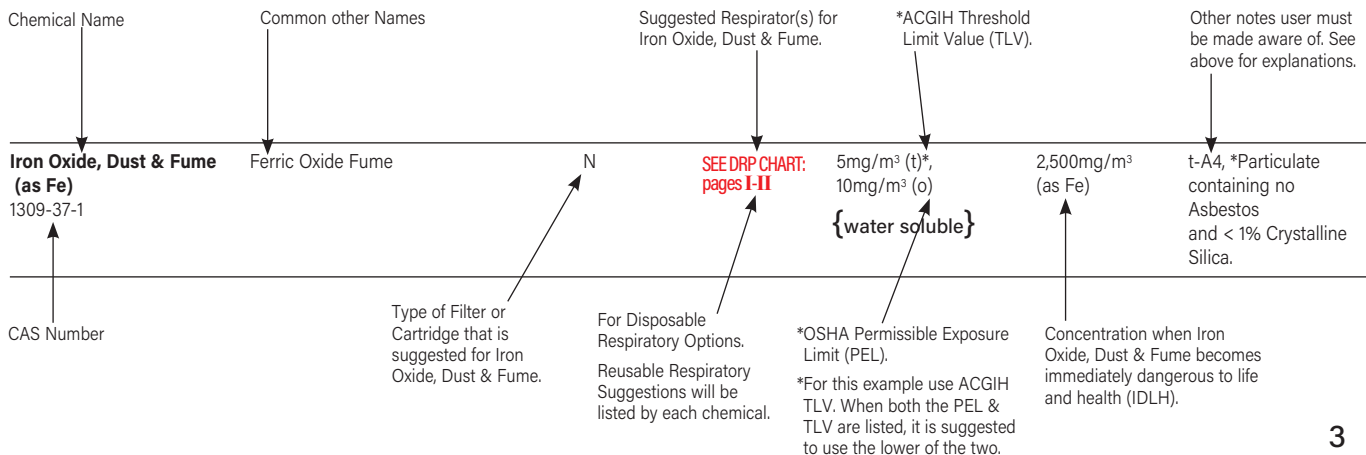 Chemical Name
Common other Names
Suggested Respirator(s) for
Iron Oxide, Dust & Fume.
*ACGIH Threshold
Limit Value (TLV).
Other notes user must
be made aware of. See
above for explanations.
Iron Oxide, Dust & Fume
(as Fe)
1309-37-1
Ferric Oxide Fume
N
SEE DRP CHART:
pages I-II
5mg/m³ (t)*,
10mg/m³ (o)
{water soluble}
2,500mg/m³
(as Fe)
t-A4, *Particulate
containing no
Asbestos
and < 1% Crystalline
Silica.
CAS Number
Type of Filter or
Cartridge that is
suggested for Iron
Oxide, Dust & Fume.
For Disposable
Respiratory Options.
Reusable Respiratory
Suggestions will be
listed by each chemical.
*OSHA Permissible Exposure
Limit (PEL).
*For this example use ACGIH
TLV. When both the PEL &
TLV are listed, it is suggested
to use the lower of the two.
Concentration when Iron
Oxide, Dust & Fume becomes
immediately dangerous to life
and health (IDLH).
3